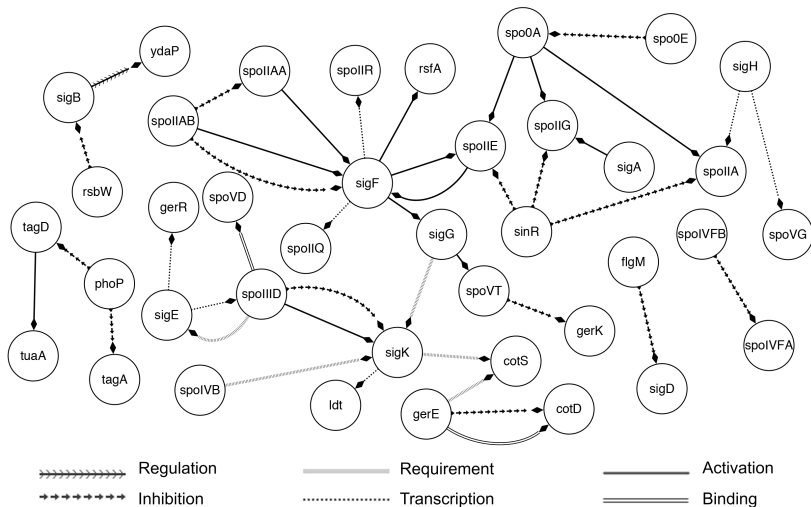 spo0A
spo0E
ydaP
sigH
spoIIAA
spoIIR
rsfA
sigB
spoIIAB
spoIIE
spoIIG
sigA
spoIIA
rsbW
sigF
spoVD
gerR
tagD
sigG
sinR
spoIVFB
spoVG
spoIIQ
flgM
phoP
spoIIID
spoVT
sigE
gerK
tuaA
sigK
spoIVFA
cotS
tagA
spoIVB
sigD
ldt
gerE
cotD
Regulation
Requirement
Activation
Inhibition
Transcription
Binding